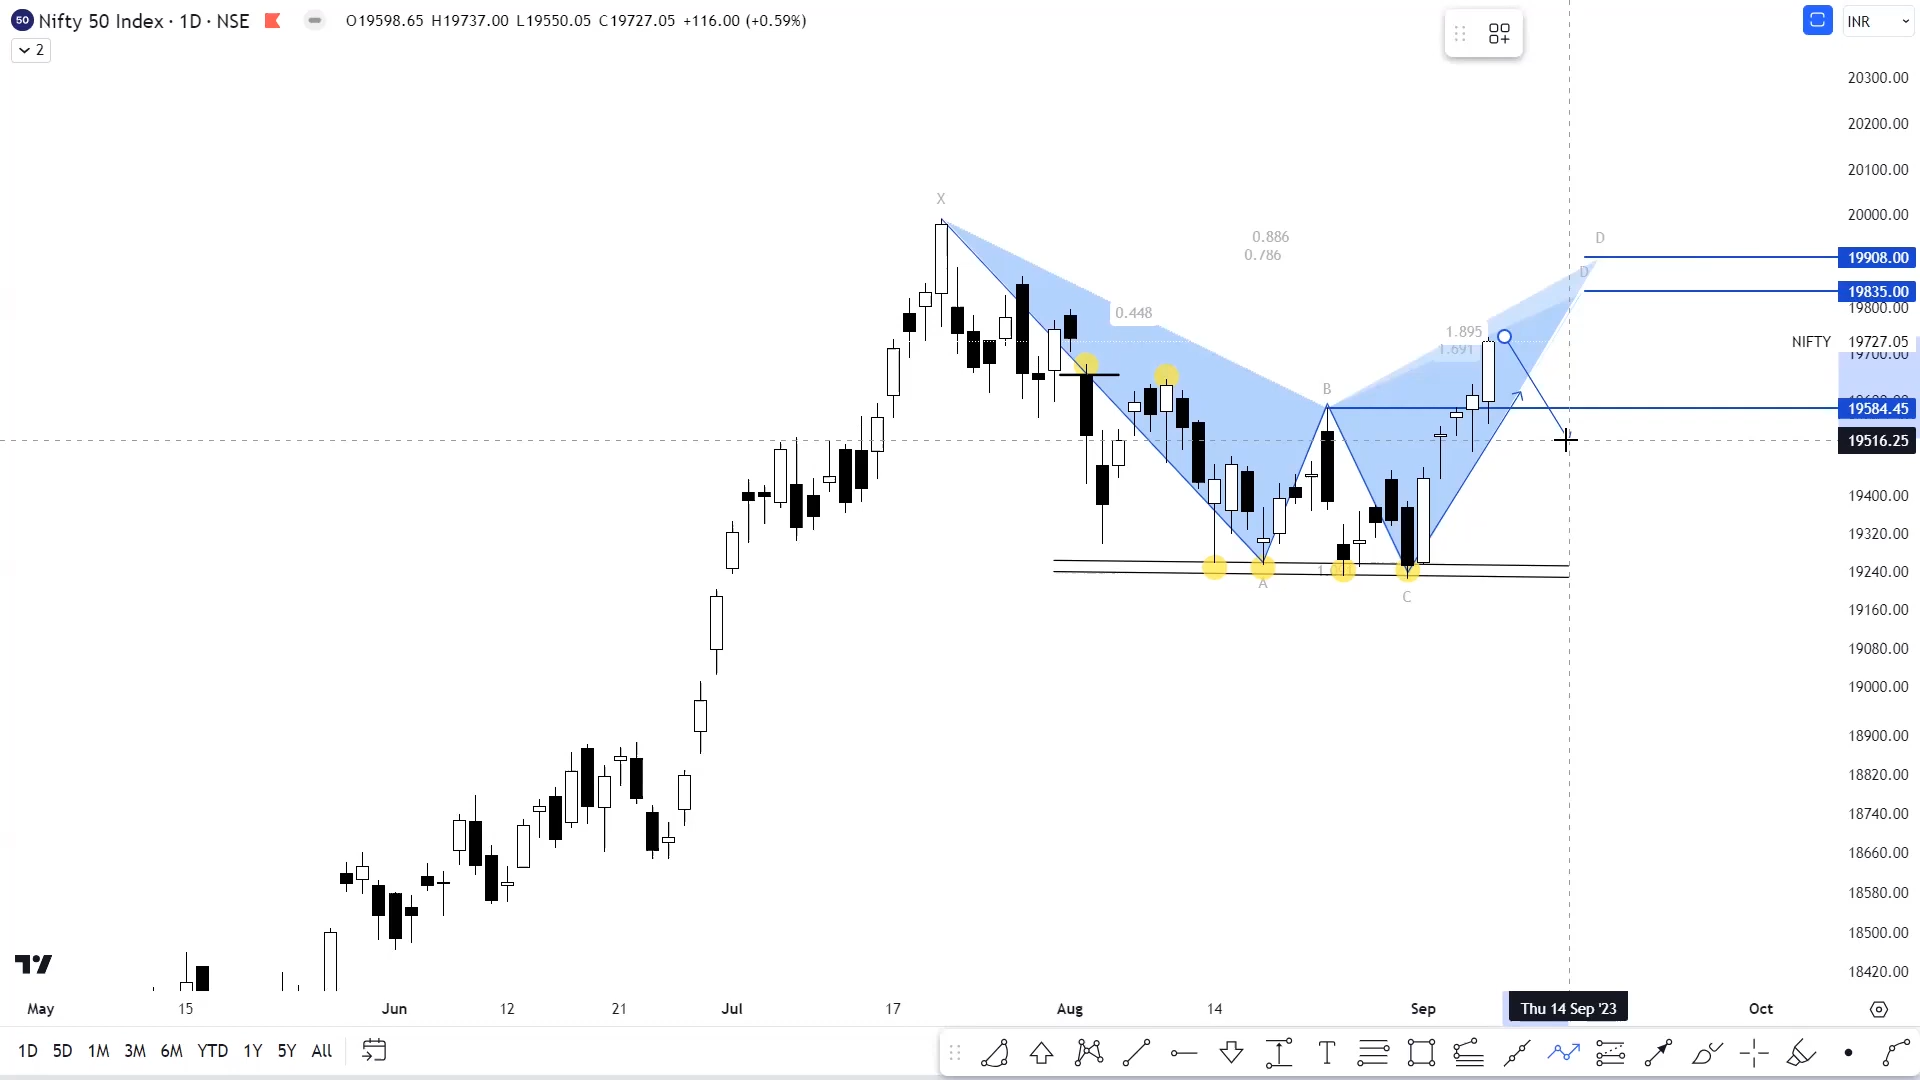 50 Nifty 50 Index · 1D · NSE O19598.65 H19737.00 L19550.05 C19727.05 +116.00 (+0.59%)
INR
2
20300.00
20200.00
20100.00
20000.00
X
0.886
0.786
D
D
19908.00
19835.00
19800.00
0.448
1.895
1.691
NIFTY 19727.05
19700.00
B
19584.45
19516.25
19400.00
19320.00
19240.00
A
C
19160.00
19080.00
19000.00
18900.00
18820.00
18740.00
18660.00
18580.00
18500.00
18420.00
May 15 Jun 12 21 Jul 17 Aug 14 Sep Thu 14 Sep '23 Oct
1D 5D 1M 3M 6M YTD 1Y 5Y All
T